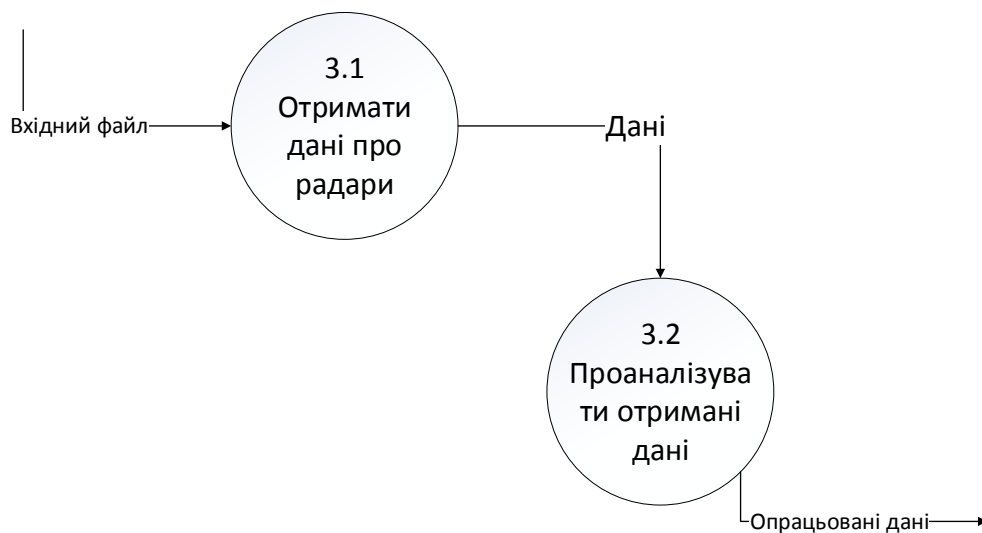 3.1
Отримати
дані про
радари
Вхідний файл
Дані
3.2
Проаналізува
ти отримані
дані
Опрацьовані дані